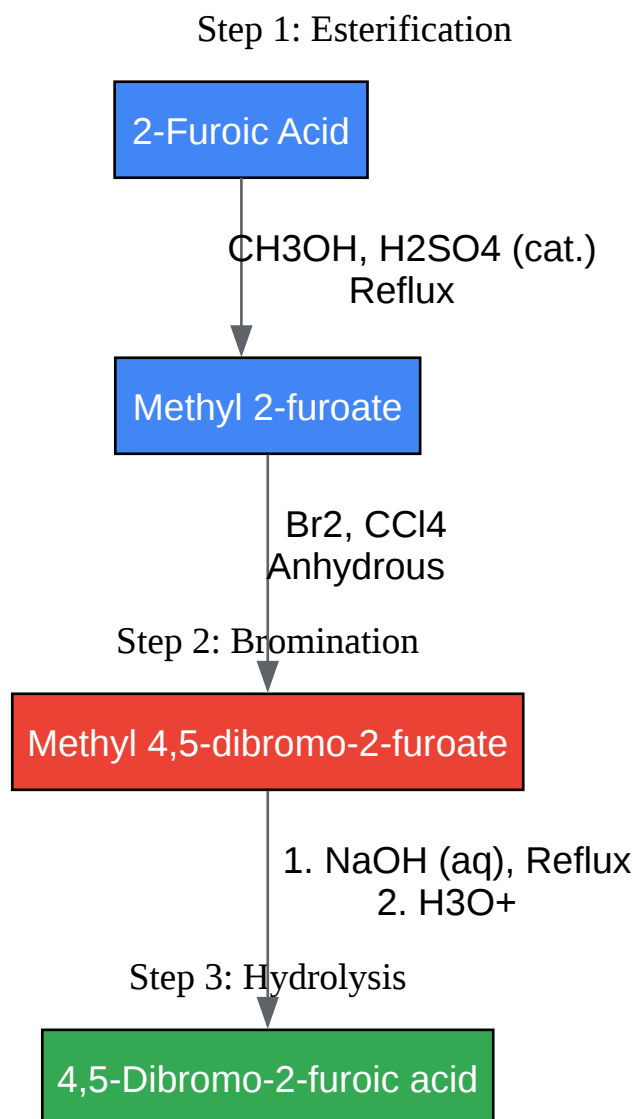 Step 1: Esterification
2-Furoic Acid
CH3OH, H2SO4 (cat.)
Reflux
Methyl 2-furoate
Br2, CCl4
Anhydrous
Step 2: Bromination
Methyl 4,5-dibromo-2-furoate
1. NaOH (aq), Reflux
2. H3O+
Step 3: Hydrolysis
4,5-Dibromo-2-furoic acid